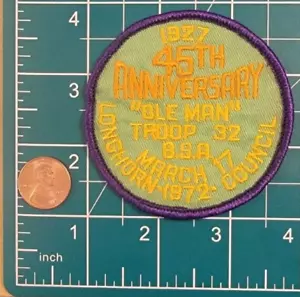 1927
45TH
ANNIVERSARY
"OLE MAN"
TROOP 32
B.S.A.
MARCH 17
LONGHORN -1972- COUNCIL
4
3
2
1
inch
1
2
3
4